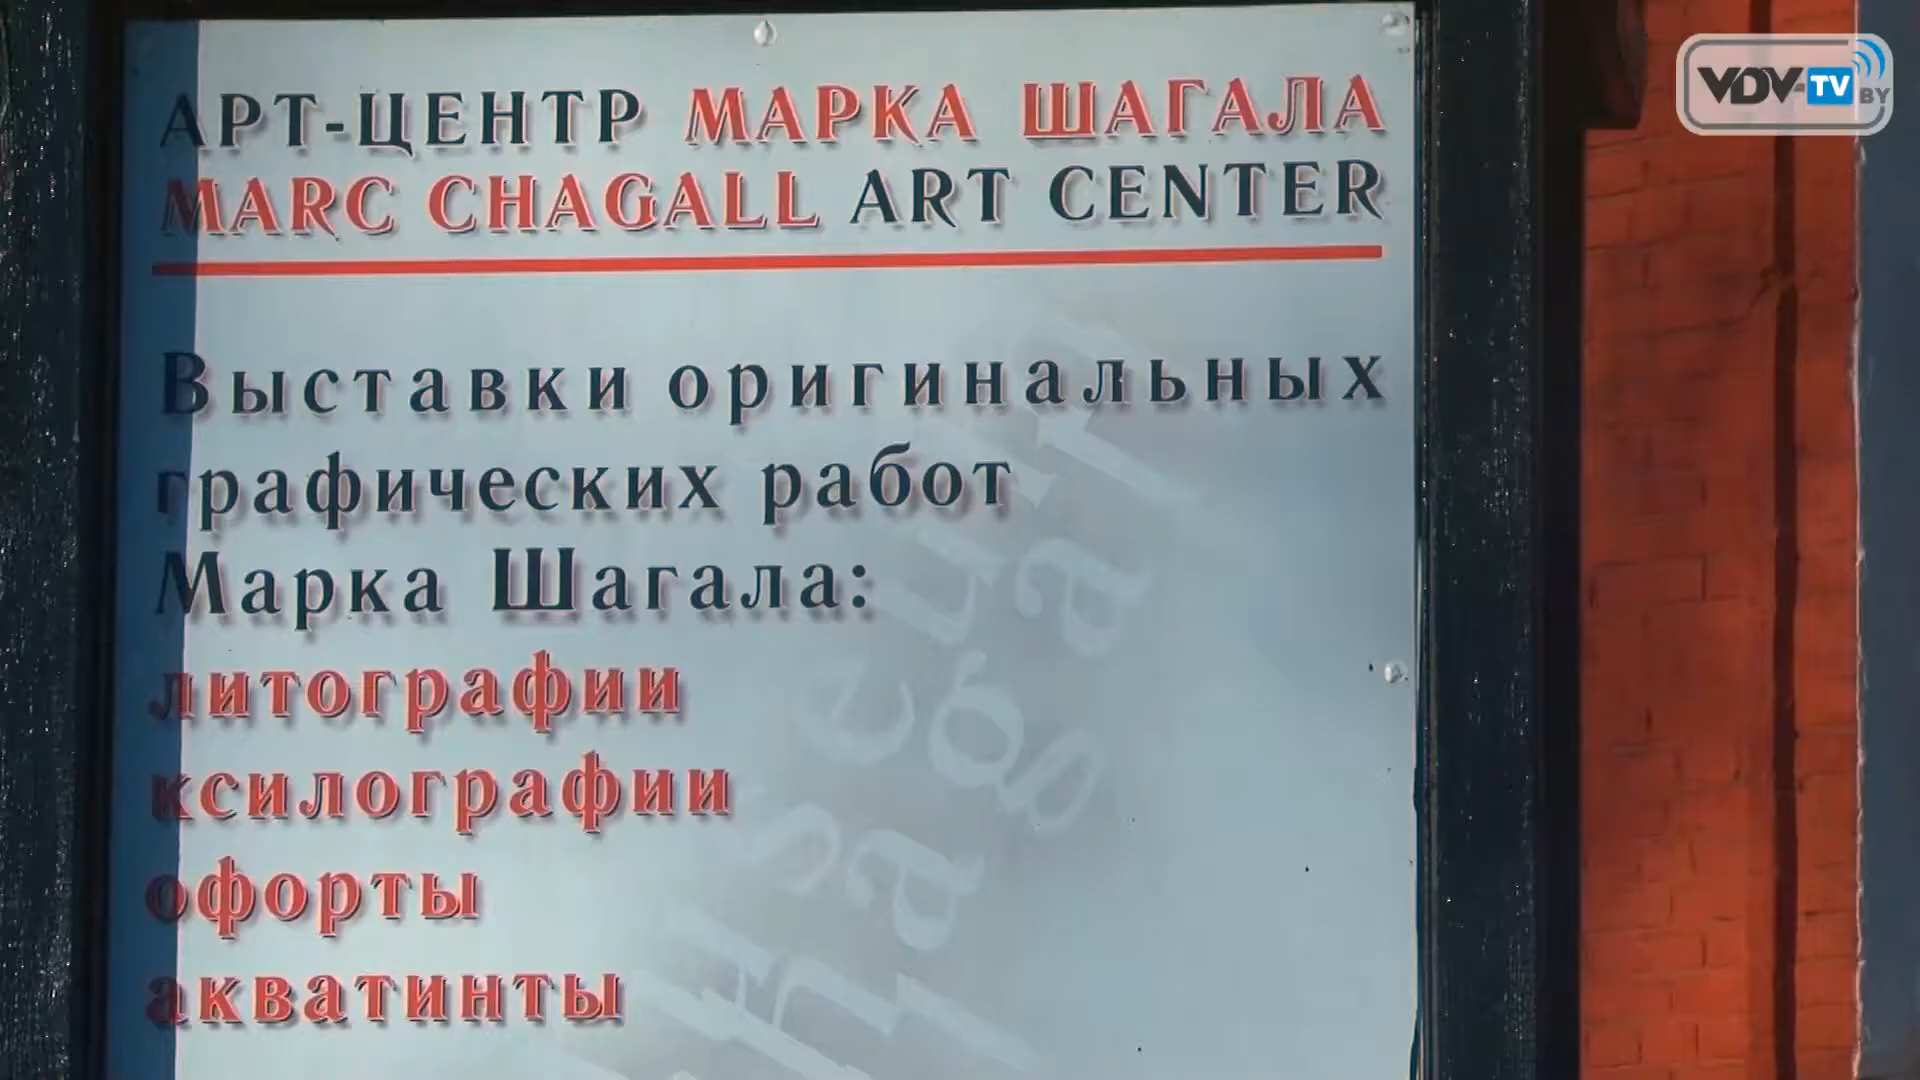 АРТ-ЦЕНТР МАРКА ШАГАЛА
MARC CHAGALL ART CENTER
Выставки оригинальных
графических работ
Марка Шагала:
литографии
ксилографии
офорты
акватинты
VDV-TV BY